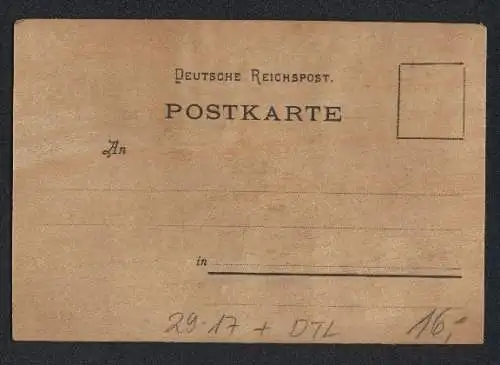 DEUTSCHE REICHSPOST.
POSTKARTE
An
in
29-17 + DTL 16,-